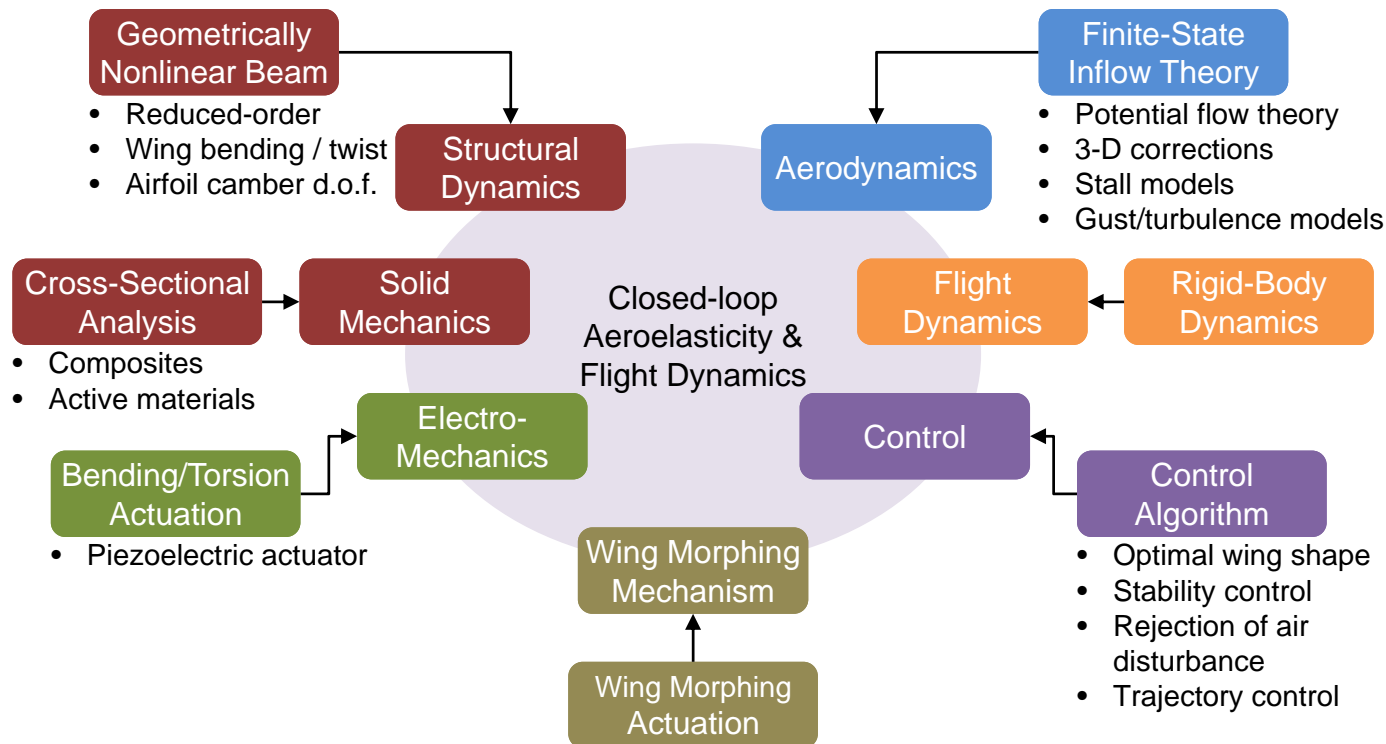 Geometrically
Nonlinear Beam
• Reduced-order
• Wing bending / twist
• Airfoil camber d.o.f.
Structural
Dynamics
Finite-State
Inflow Theory
• Potential flow theory
• 3-D corrections
• Stall models
• Gust/turbulence models
Aerodynamics
Cross-Sectional
Analysis
• Composites
• Active materials
Solid
Mechanics
Closed-loop
Aeroelasticity &
Flight Dynamics
Flight
Dynamics
Rigid-Body
Dynamics
Electro-
Mechanics
Bending/Torsion
Actuation
• Piezoelectric actuator
Control
Control
Algorithm
• Optimal wing shape
• Stability control
• Rejection of air
disturbance
• Trajectory control
Wing Morphing
Mechanism
Wing Morphing
Actuation